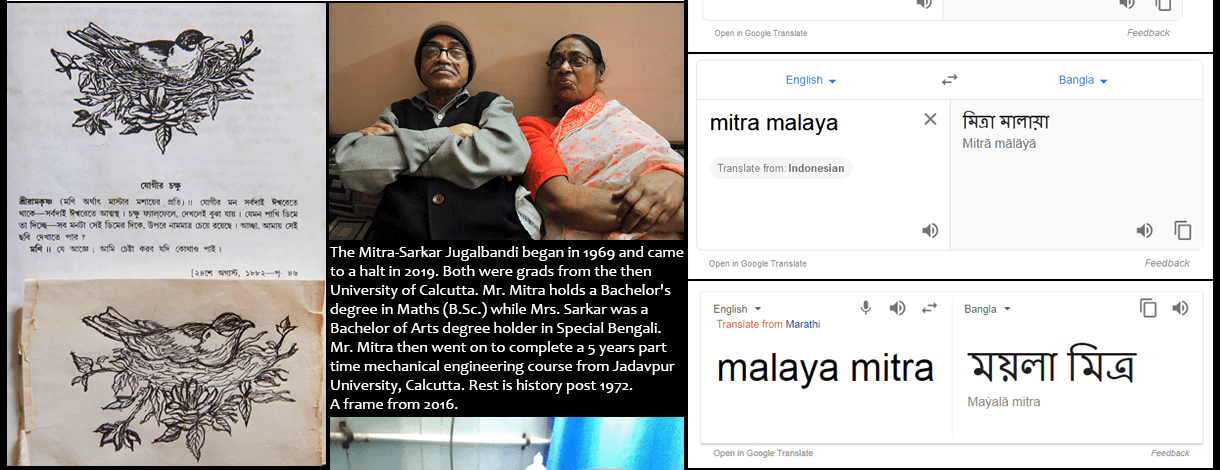 যোগীর চক্ষু
শ্রীরামকৃষ্ণ (মণি অর্থাৎ মাস্টার মশায়ের প্রতি)॥ যোগীর মন সর্বদাই ঈশ্বরেতে
থাকে—সর্বদাই ঈশ্বরেতে আত্মস্থ। চক্ষু ফ্যালফেলে, দেখলেই বুঝা যায়। যেমন পাখি ডিমে
তা দিচ্ছে—সব মনটা সেই ডিমের দিকে, উপরে নামমাত্র চেয়ে রয়েছে। আচ্ছা, আমায় সেই
ছবি দেখাতে পার?
মণি॥ যে আজ্ঞে; আমি চেষ্টা করব যদি কোথাও পাই।
[২৪শে অগাস্ট, ১৮৮২—পৃঃ ৪৬
The Mitra-Sarkar Jugalbandi began in 1969 and came
to a halt in 2019. Both were grads from the then
University of Calcutta. Mr. Mitra holds a Bachelor's
degree in Maths (B.Sc.) while Mrs. Sarkar was a
Bachelor of Arts degree holder in Special Bengali.
Mr. Mitra then went on to complete a 5 years part
time mechanical engineering course from Jadavpur
University, Calcutta. Rest is history post 1972.
A frame from 2016.
Open in Google Translate
Feedback
English
Bangla
mitra malaya
মিত্রা মালায়া
Mitrā mālāẏā
Translate from: Indonesian
Open in Google Translate
Feedback
English
Bangla
Translate from Marathi
malaya mitra
ময়লা মিত্র
Maẏalā mitra
Open in Google Translate
Feedback